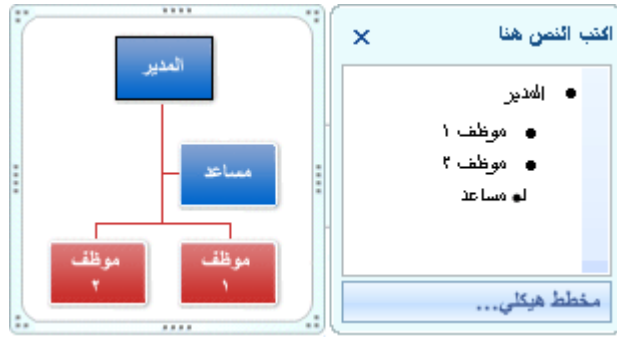 اكتب النص هنا
المدير
موظف ١
موظف ٢
مساعد
مخطط هيكلي...
المدير
مساعد
موظف
١
موظف
٢